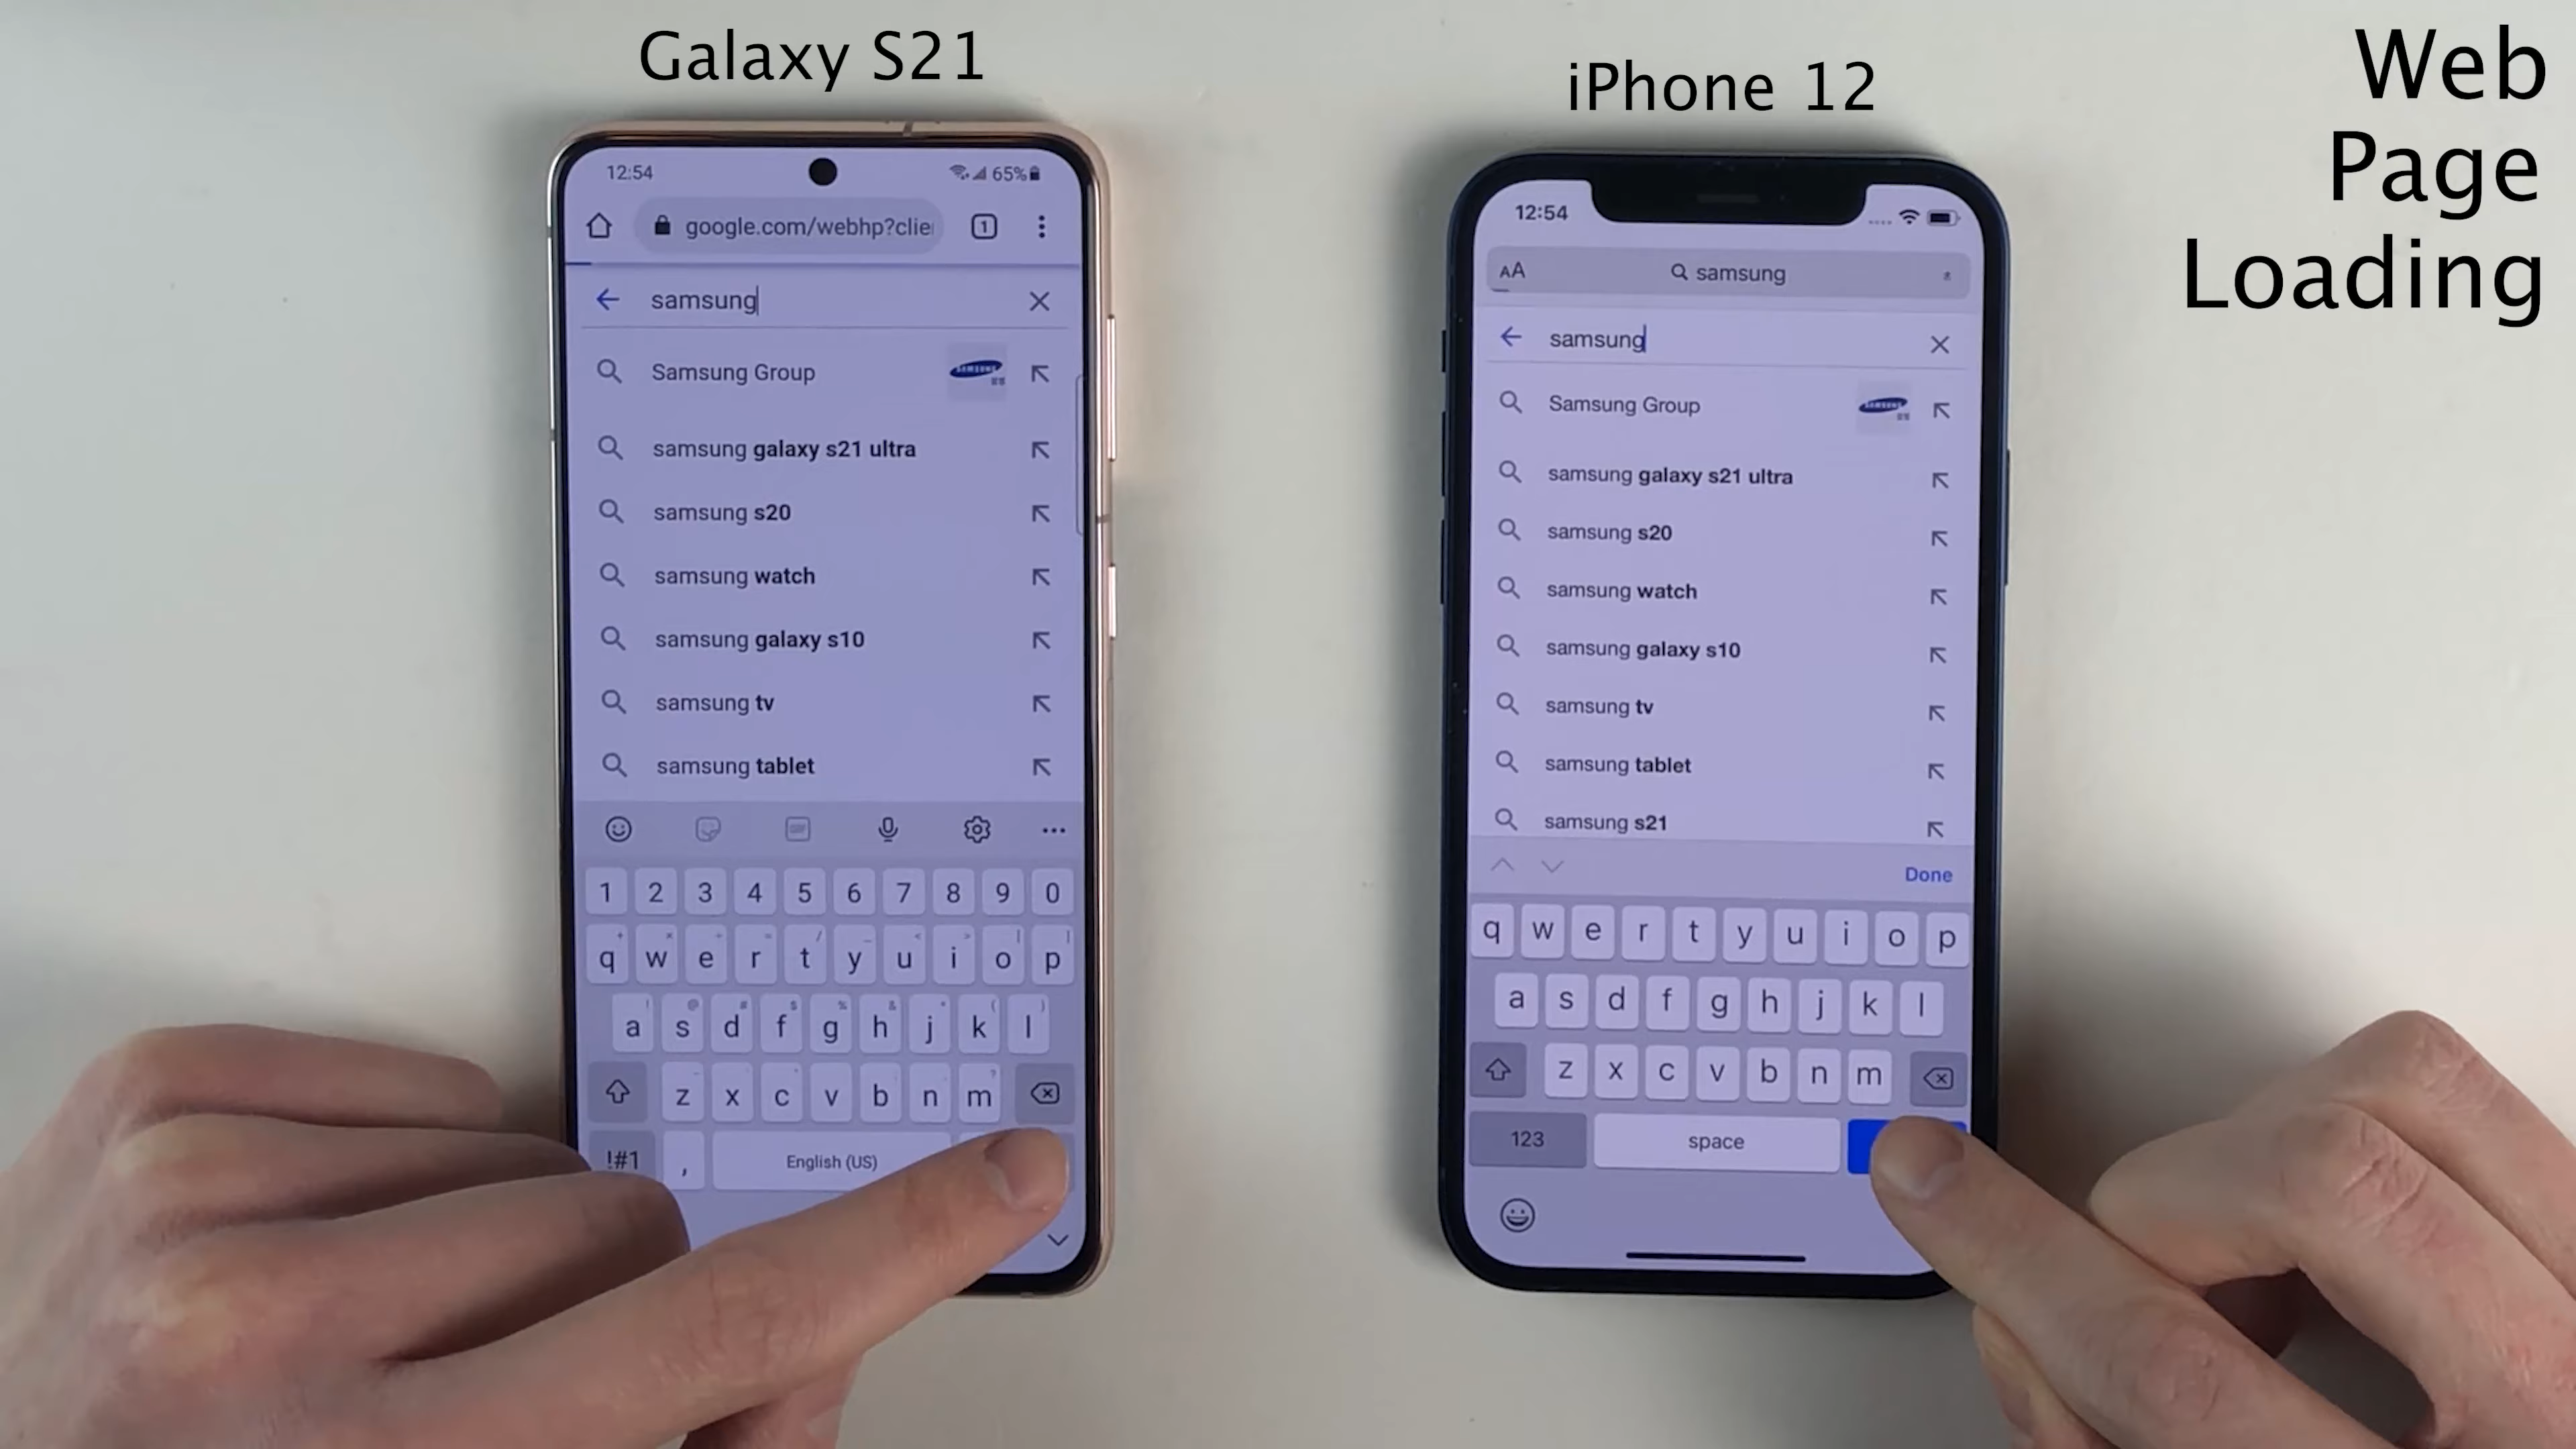 Galaxy S21
iPhone 12
Web
Page
Loading
12:54
65%
google.com/webhp?clie
1
samsung
Samsung Group
SAMSUNG
samsung galaxy s21 ultra
samsung s20
samsung watch
samsung galaxy s10
samsung tv
samsung tablet
1 2 3 4 5 6 7 8 9 0
q w e r t y u i o p
a s d f g h j k l
z x c v b n m
!#1 , English (US)
12:54
AA samsung
samsung
Samsung Group
SAMSUNG
samsung galaxy s21 ultra
samsung s20
samsung watch
samsung galaxy s10
samsung tv
samsung tablet
samsung s21
Done
q w e r t y u i o p
a s d f g h j k l
z x c v b n m
123 space